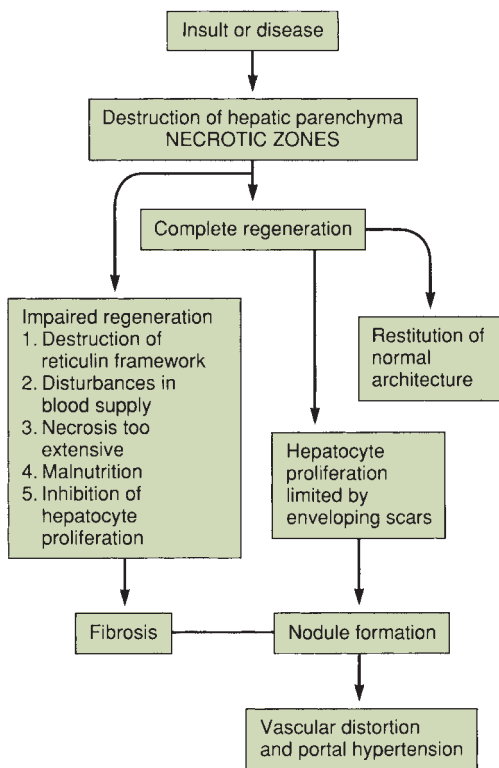 Insult or disease
Destruction of hepatic parenchyma
NECROTIC ZONES
Complete regeneration
Impaired regeneration
1. Destruction of
reticulin framework
2. Disturbances in
blood supply
3. Necrosis too
extensive
4. Malnutrition
5. Inhibition of
hepatocyte
proliferation
Restitution of
normal
architecture
Hepatocyte
proliferation
limited by
enveloping scars
Fibrosis
Nodule formation
Vascular distortion
and portal hypertension